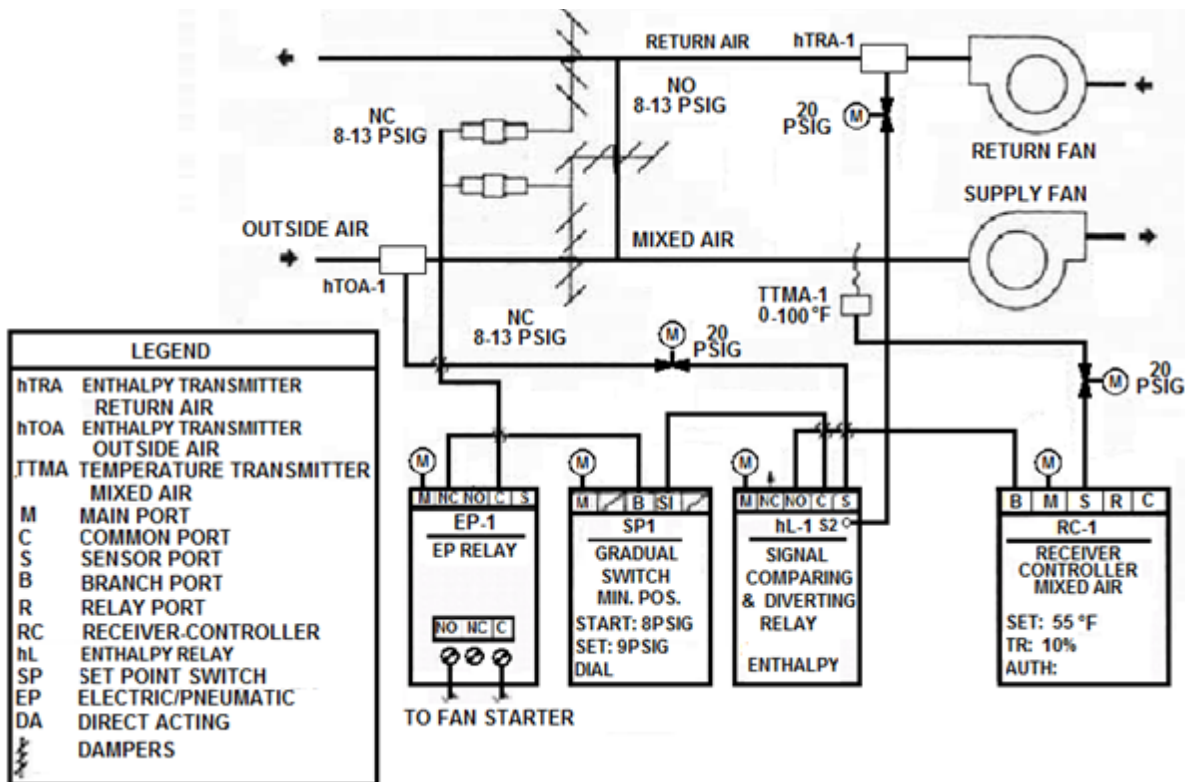 RETURN AIR
hTRA-1
NO
8-13 PSIG
NC
8-13 PSIG
20
PSIG
M
RETURN FAN
SUPPLY FAN
OUTSIDE AIR
MIXED AIR
hTOA-1
TTMA-1
0-100 °F
NC
8-13 PSIG
M
20
PSIG
M
20
PSIG
LEGEND
hTRA ENTHALPY TRANSMITTER
RETURN AIR
hTOA ENTHALPY TRANSMITTER
OUTSIDE AIR
TTMA TEMPERATURE TRANSMITTER
MIXED AIR
M MAIN PORT
C COMMON PORT
S SENSOR PORT
B BRANCH PORT
R RELAY PORT
RC RECEIVER-CONTROLLER
hL ENTHALPY RELAY
SP SET POINT SWITCH
EP ELECTRIC/PNEUMATIC
DA DIRECT ACTING
DAMPERS
M
M NC NO C S
EP-1
EP RELAY
NO NC C
TO FAN STARTER
M
M B SI
SP1
GRADUAL
SWITCH
MIN. POS.
START: 8PSIG
SET: 9PSIG
DIAL
M
M NC NO C S
hL-1 S2
SIGNAL
COMPARING
& DIVERTING
RELAY
ENTHALPY
M
B M S R C
RC-1
RECEIVER
CONTROLLER
MIXED AIR
SET: 55 °F
TR: 10%
AUTH: